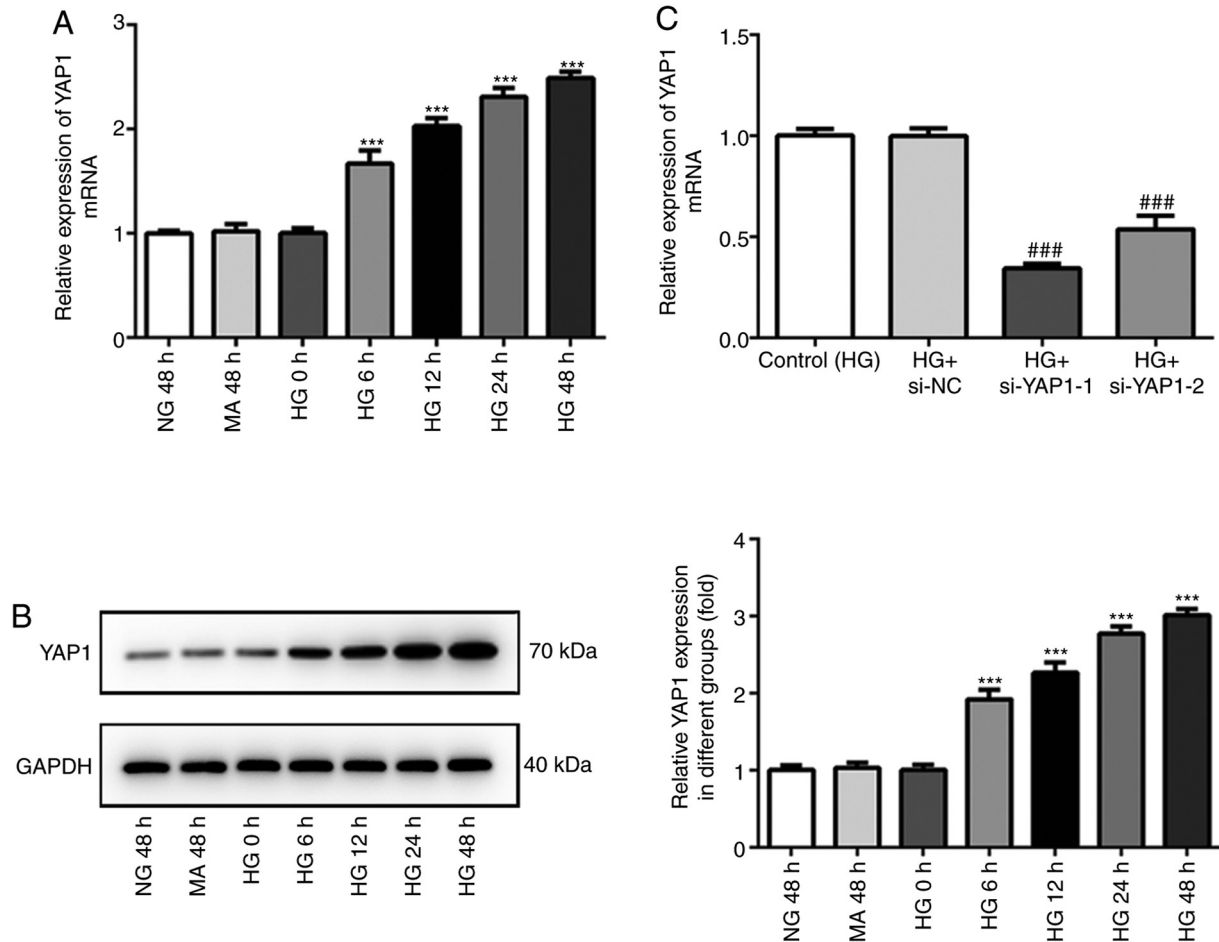 A
Relative expression of YAP1
mRNA
3
2
1
0
***
***
***
***
NG 48 h
MA 48 h
HG 0 h
HG 6 h
HG 12 h
HG 24 h
HG 48 h
C
Relative expression of YAP1
mRNA
1.5
1.0
0.5
0.0
###
###
Control (HG)
HG+
si-NC
HG+
si-YAP1-1
HG+
si-YAP1-2
B
YAP1
70 kDa
GAPDH
40 kDa
NG 48 h
MA 48 h
HG 0 h
HG 6 h
HG 12 h
HG 24 h
HG 48 h
Relative YAP1 expression
in different groups (fold)
4
3
2
1
0
***
***
***
***
NG 48 h
MA 48 h
HG 0 h
HG 6 h
HG 12 h
HG 24 h
HG 48 h